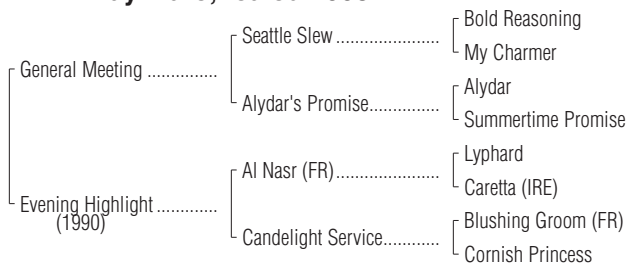 Bold Reasoning
Seattle Slew
My Charmer
General Meeting
Alydar
Alydar's Promise
Summertime Promise
Lyphard
Al Nasr (FR)
Caretta (IRE)
Evening Highlight
(1990)
Blushing Groom (FR)
Candelight Service
Cornish Princess